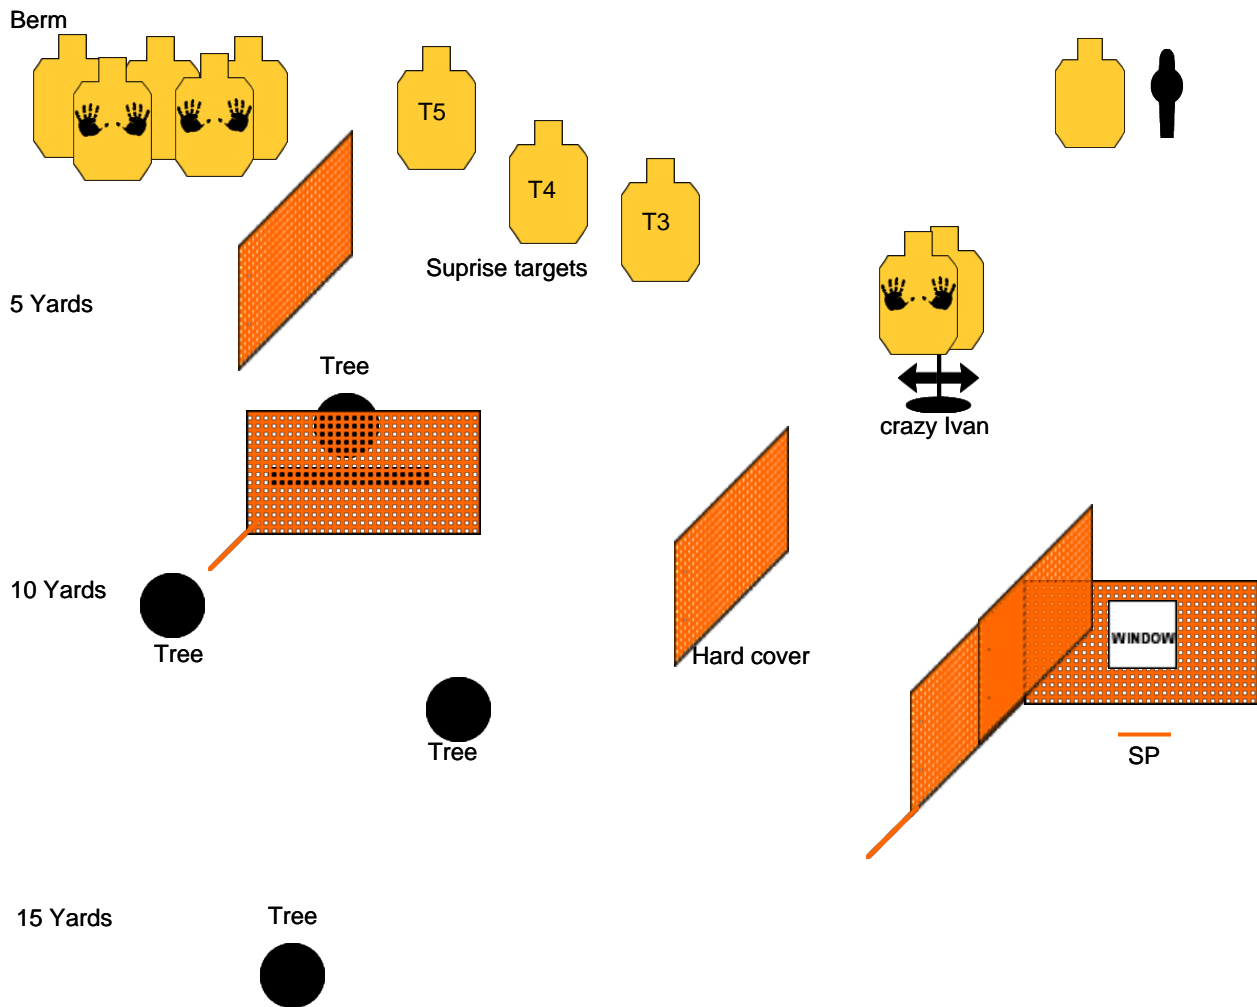 Berm
T5
T4
T3
Suprise targets
5 Yards
Tree
crazy Ivan
10 Yards
Tree
WINDOW
Hard cover
Tree
SP
15 Yards
Tree